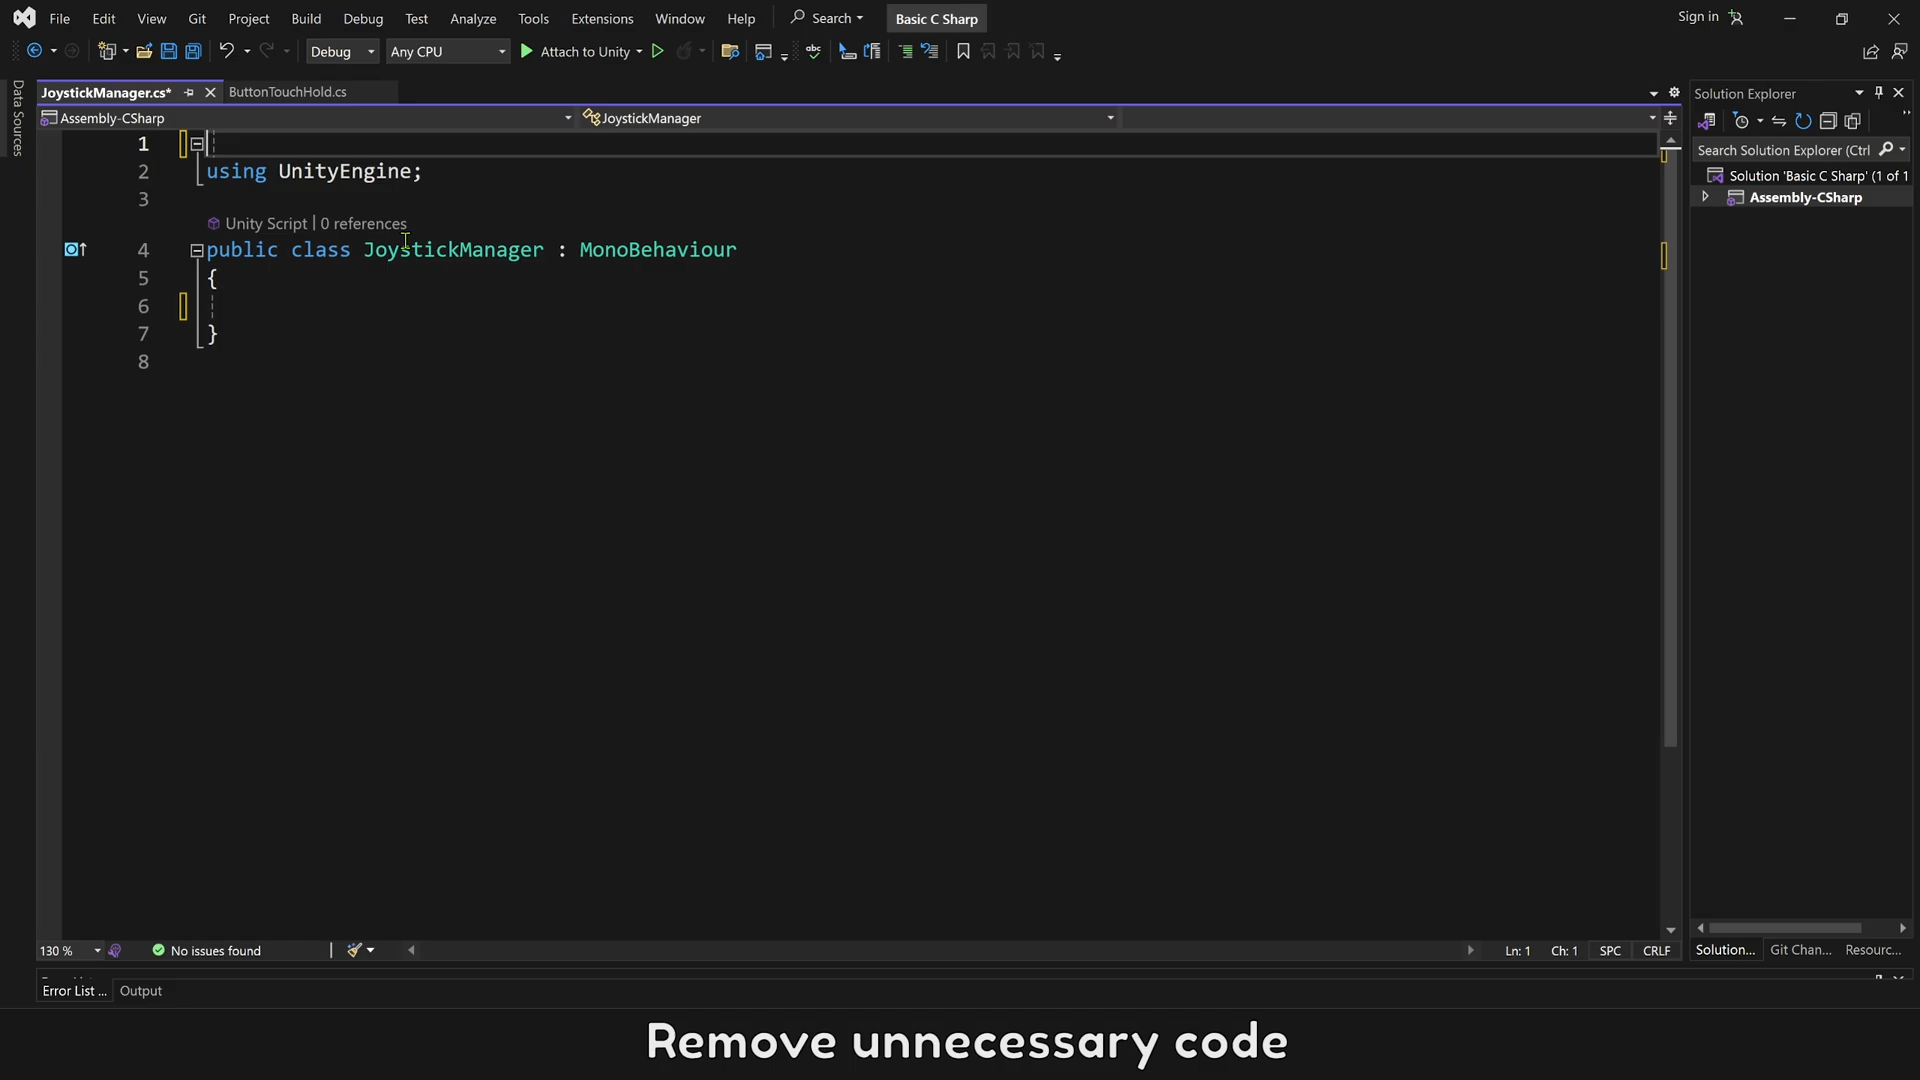 File Edit View Git Project Build Debug Test Analyze Tools Extensions Window Help Search Basic C Sharp Sign in
Debug Any CPU Attach to Unity abc
Data Sources
JoystickManager.cs* ButtonTouchHold.cs
Assembly-CSharp JoystickManager
1
2 using UnityEngine;
3
Unity Script | 0 references
4 public class JoystickManager : MonoBehaviour
5 {
6
7 }
8
Solution Explorer
Search Solution Explorer (Ctrl
Solution 'Basic C Sharp' (1 of 1
Assembly-CSharp
130 % No issues found Ln: 1 Ch: 1 SPC CRLF
Solution... Git Chan... Resourc...
Error List ... Output
Remove unnecessary code